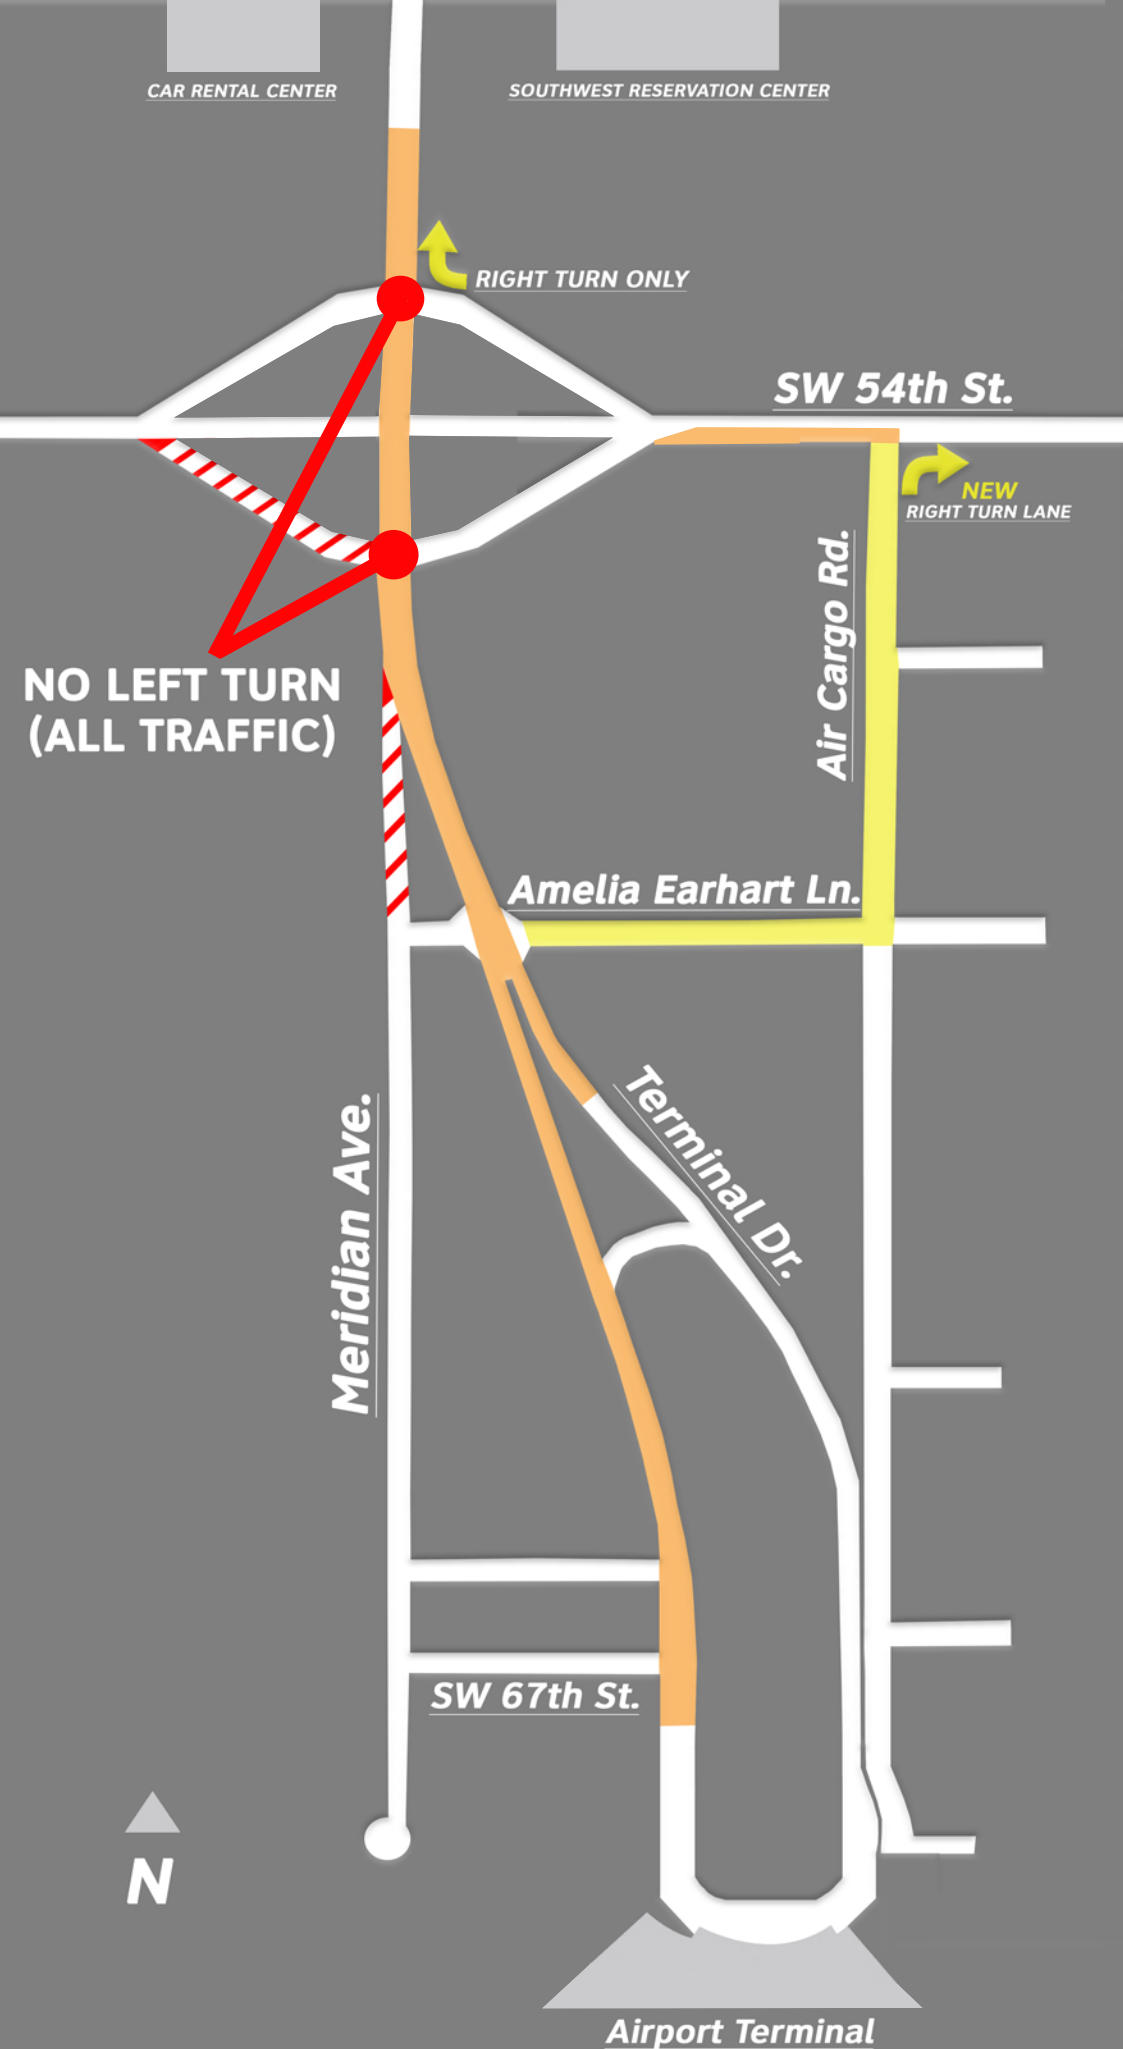 CAR RENTAL CENTER
SOUTHWEST RESERVATION CENTER
RIGHT TURN ONLY
SW 54th St.
NEW
RIGHT TURN LANE
Air Cargo Rd.
NO LEFT TURN
(ALL TRAFFIC)
Amelia Earhart Ln.
Terminal Dr.
Meridian Ave.
SW 67th St.
N
Airport Terminal